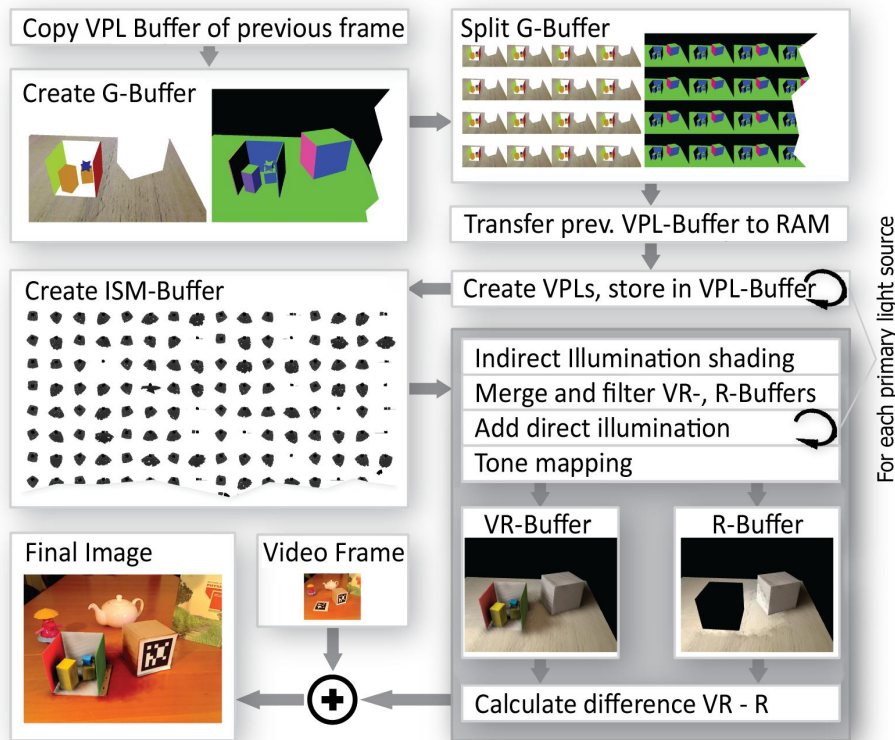 Copy VPL Buffer of previous frame
Create G-Buffer
Split G-Buffer
Transfer prev. VPL-Buffer to RAM
Create VPLs, store in VPL-Buffer
For each primary light source
Create ISM-Buffer
Indirect Illumination shading
Merge and filter VR-, R-Buffers
Add direct illumination
Tone mapping
VR-Buffer
R-Buffer
Calculate difference VR - R
Video Frame
Final Image